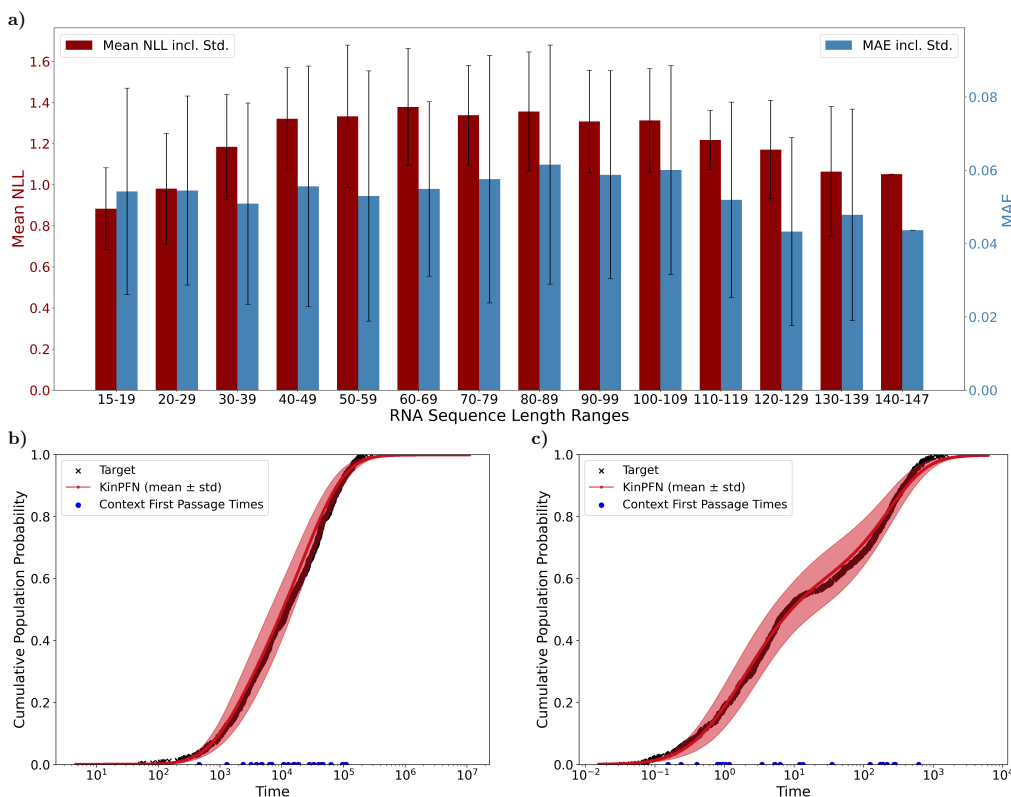 a)
Mean NLL incl. Std.
MAE incl. Std.
Mean NLL
0.0
0.2
0.4
0.6
0.8
1.0
1.2
1.4
1.6
MAE
0.00
0.02
0.04
0.06
0.08
15-19 20-29 30-39 40-49 50-59 60-69 70-79 80-89 90-99 100-109 110-119 120-129 130-139 140-147
RNA Sequence Length Ranges
b)
Target
KinPFN (mean ± std)
Context First Passage Times
Cumulative Population Probability
0.0
0.2
0.4
0.6
0.8
1.0
10¹ 10² 10³ 10⁴ 10⁵ 10⁶ 10⁷
Time
c)
Target
KinPFN (mean ± std)
Context First Passage Times
Cumulative Population Probability
0.0
0.2
0.4
0.6
0.8
1.0
10⁻² 10⁻¹ 10⁰ 10¹ 10² 10³ 10⁴
Time